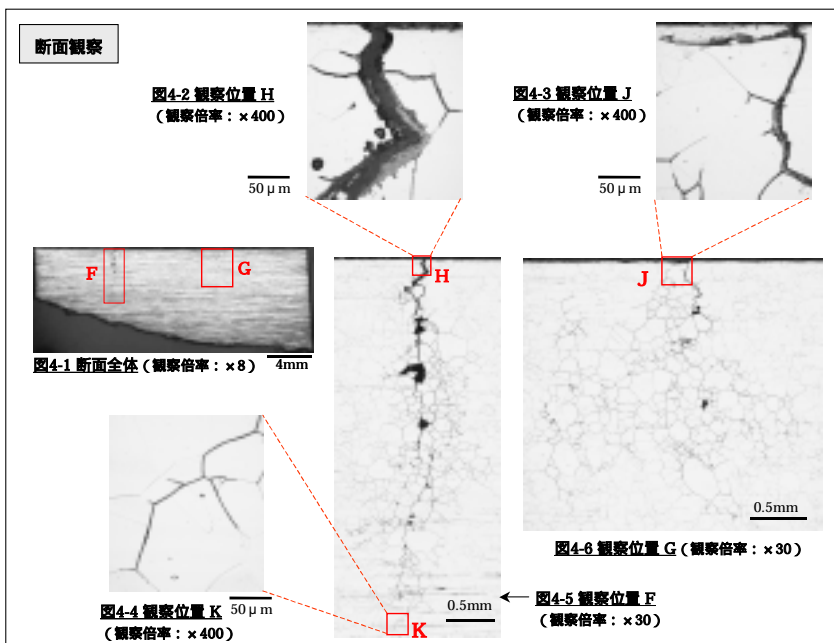 断面観察
図4-2 観察位置 H
（観察倍率：×400）
50μm
図4-3 観察位置 J
（観察倍率：×400）
50μm
F
G
図4-1 断面全体（観察倍率：×8）
4mm
H
J
0.5mm
図4-6 観察位置 G（観察倍率：×30）
図4-4 観察位置 K
（観察倍率：×400）
50μm
K
0.5mm
図4-5 観察位置 F
（観察倍率：×30）